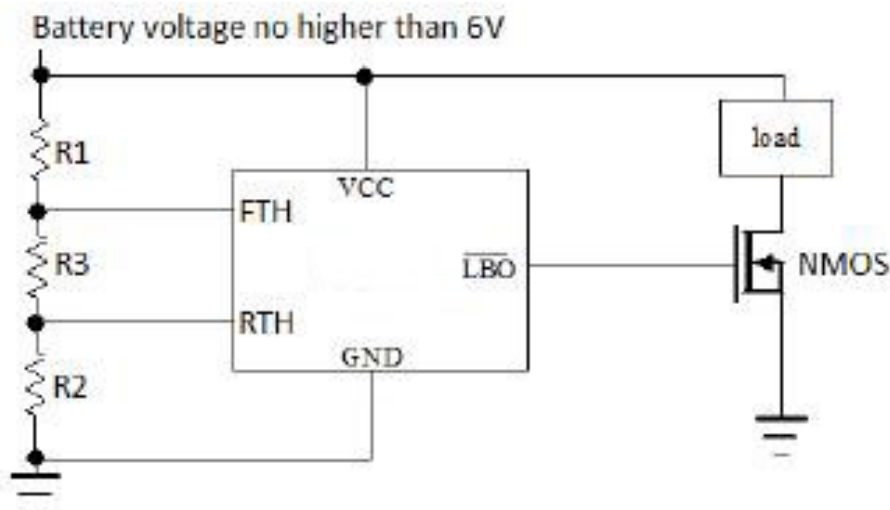 Battery voltage no higher than 6V
R1
load
VCC
FTH
R3
LBO
NMOS
RTH
GND
R2